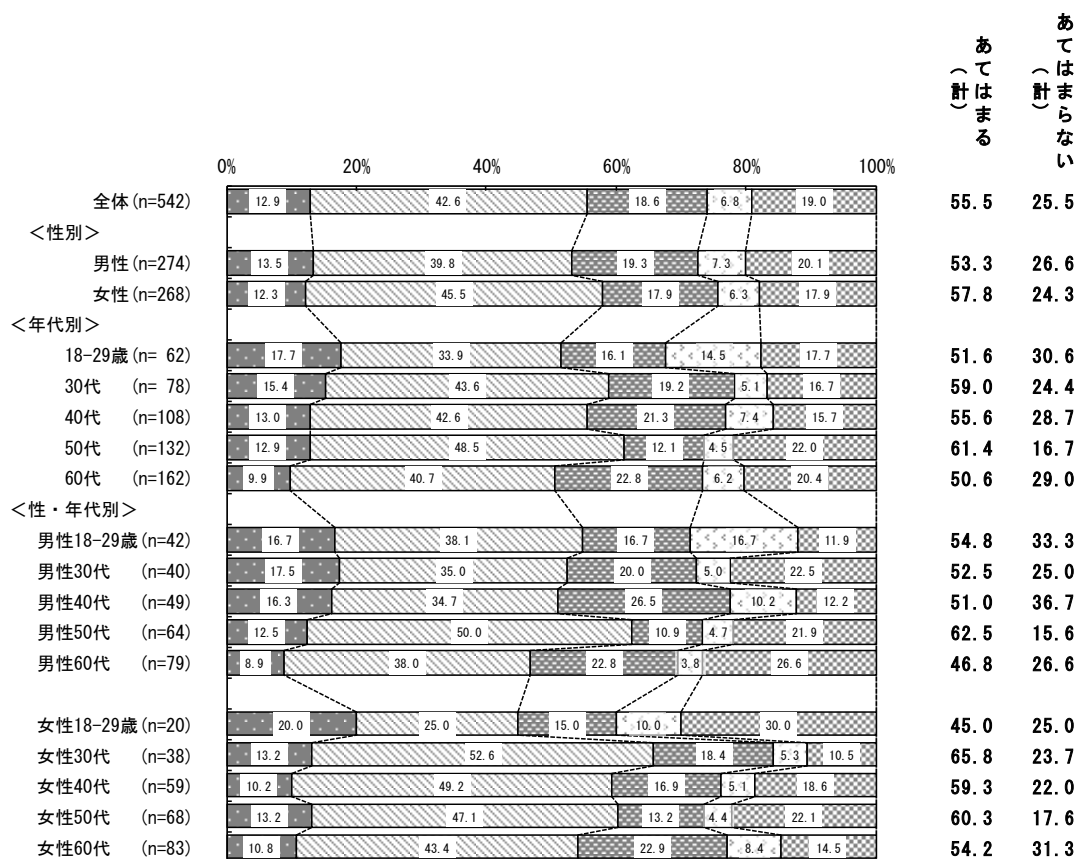 あてはまる（計）
あてはまらない（計）
0% 20% 40% 60% 80% 100%
全体(n=542) 12.9 42.6 18.6 6.8 19.0 55.5 25.5
＜性別＞
男性(n=274) 13.5 39.8 19.3 7.3 20.1 53.3 26.6
女性(n=268) 12.3 45.5 17.9 6.3 17.9 57.8 24.3
＜年代別＞
18-29歳(n= 62) 17.7 33.9 16.1 14.5 17.7 51.6 30.6
30代 (n= 78) 15.4 43.6 19.2 5.1 16.7 59.0 24.4
40代 (n=108) 13.0 42.6 21.3 7.4 15.7 55.6 28.7
50代 (n=132) 12.9 48.5 12.1 4.5 22.0 61.4 16.7
60代 (n=162) 9.9 40.7 22.8 6.2 20.4 50.6 29.0
＜性・年代別＞
男性18-29歳(n=42) 16.7 38.1 16.7 16.7 11.9 54.8 33.3
男性30代 (n=40) 17.5 35.0 20.0 5.0 22.5 52.5 25.0
男性40代 (n=49) 16.3 34.7 26.5 10.2 12.2 51.0 36.7
男性50代 (n=64) 12.5 50.0 10.9 4.7 21.9 62.5 15.6
男性60代 (n=79) 8.9 38.0 22.8 3.8 26.6 46.8 26.6
女性18-29歳(n=20) 20.0 25.0 15.0 10.0 30.0 45.0 25.0
女性30代 (n=38) 13.2 52.6 18.4 5.3 10.5 65.8 23.7
女性40代 (n=59) 10.2 49.2 16.9 5.1 18.6 59.3 22.0
女性50代 (n=68) 13.2 47.1 13.2 4.4 22.1 60.3 17.6
女性60代 (n=83) 10.8 43.4 22.9 8.4 14.5 54.2 31.3